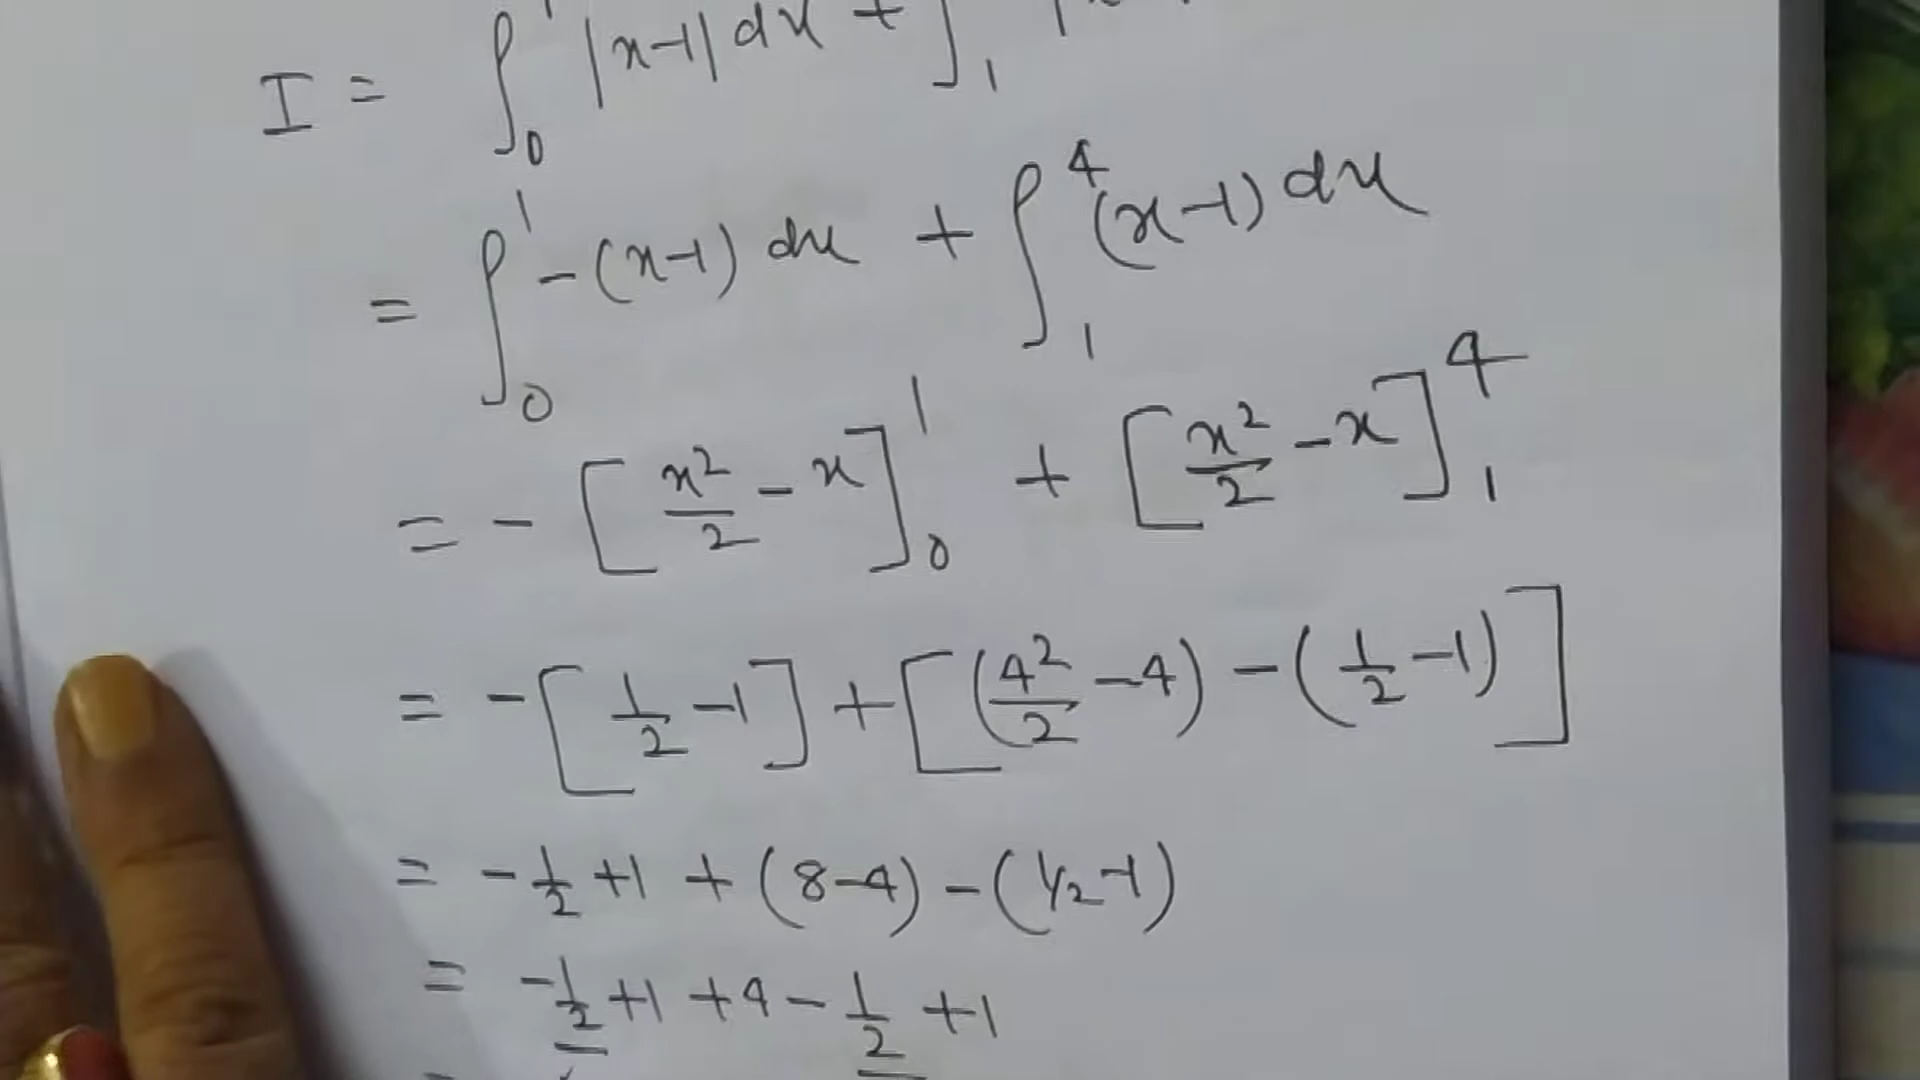 I = ∫₀¹ |x-1| dx + ∫₁
= ∫₀¹ -(x-1) dx + ∫₁⁴ (x-1) dx
= - [x²/2 - x]₀¹ + [x²/2 - x]₁⁴
= - [1/2 - 1] + [(4²/2 - 4) - (1/2 - 1)]
= - 1/2 + 1 + (8-4) - (1/2 - 1)
= - 1/2 + 1 + 4 - 1/2 + 1